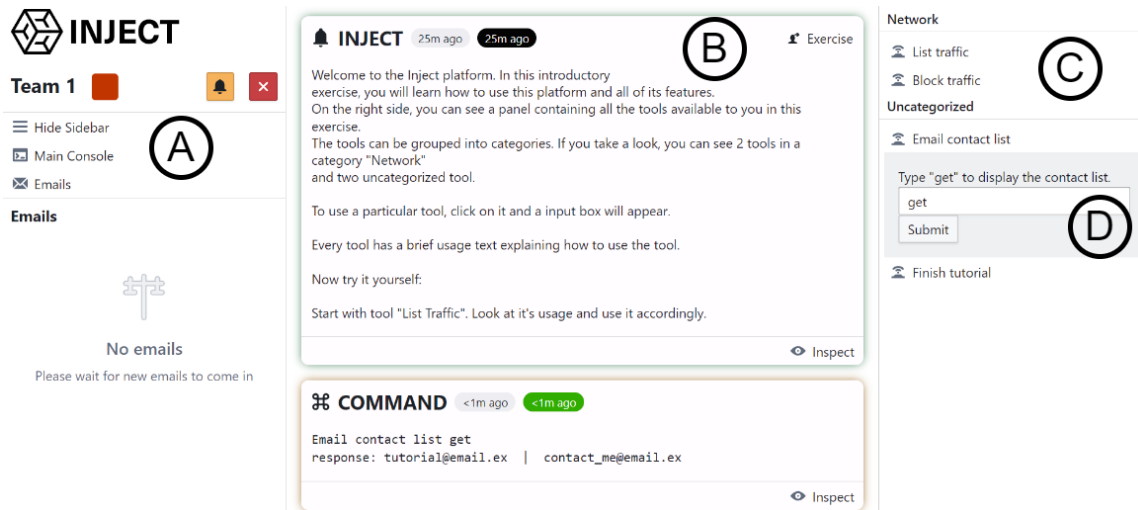 INJECT
Team 1
Hide Sidebar
Main Console
Emails
A
Emails
No emails
Please wait for new emails to come in
INJECT 25m ago 25m ago
B
Exercise
Welcome to the Inject platform. In this introductory
exercise, you will learn how to use this platform and all of its features.
On the right side, you can see a panel containing all the tools available to you in this
exercise.
The tools can be grouped into categories. If you take a look, you can see 2 tools in a
category "Network"
and two uncategorized tool.
To use a particular tool, click on it and a input box will appear.
Every tool has a brief usage text explaining how to use the tool.
Now try it yourself:
Start with tool "List Traffic". Look at it's usage and use it accordingly.
Inspect
COMMAND <1m ago <1m ago
Email contact list get
response: tutorial@email.ex | contact_me@email.ex
Inspect
Network
List traffic
Block traffic
C
Uncategorized
Email contact list
Type "get" to display the contact list.
get
Submit
D
Finish tutorial